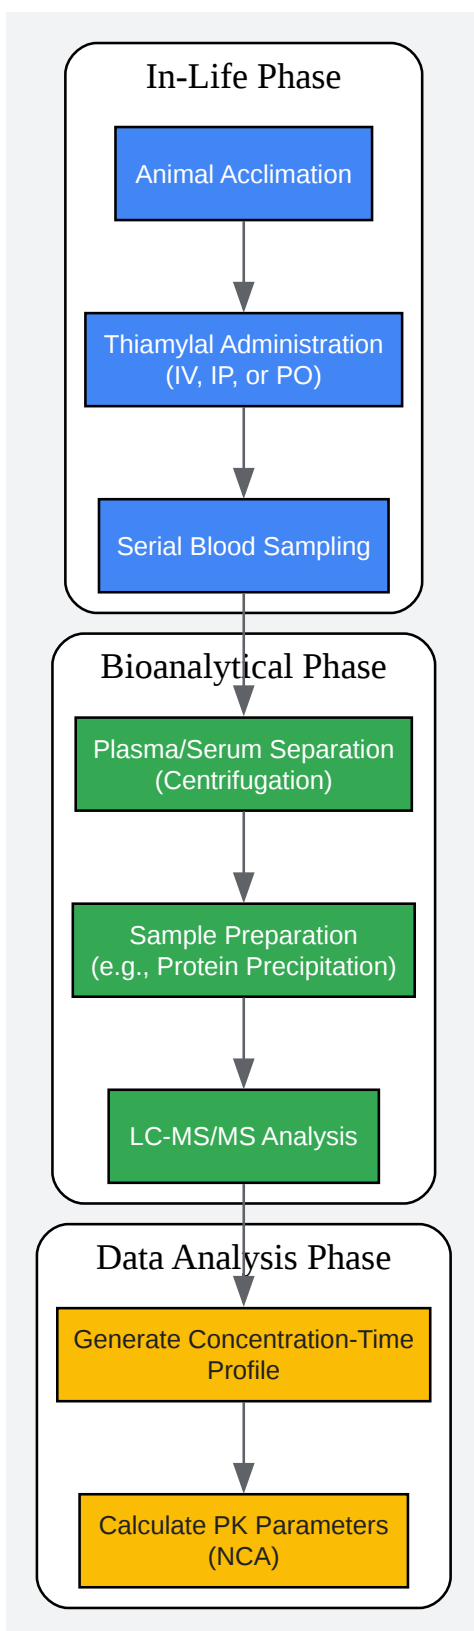 In-Life Phase
Animal Acclimation
Thiamylal Administration
(IV, IP, or PO)
Serial Blood Sampling
Bioanalytical Phase
Plasma/Serum Separation
(Centrifugation)
Sample Preparation
(e.g., Protein Precipitation)
LC-MS/MS Analysis
Data Analysis Phase
Generate Concentration-Time
Profile
Calculate PK Parameters
(NCA)